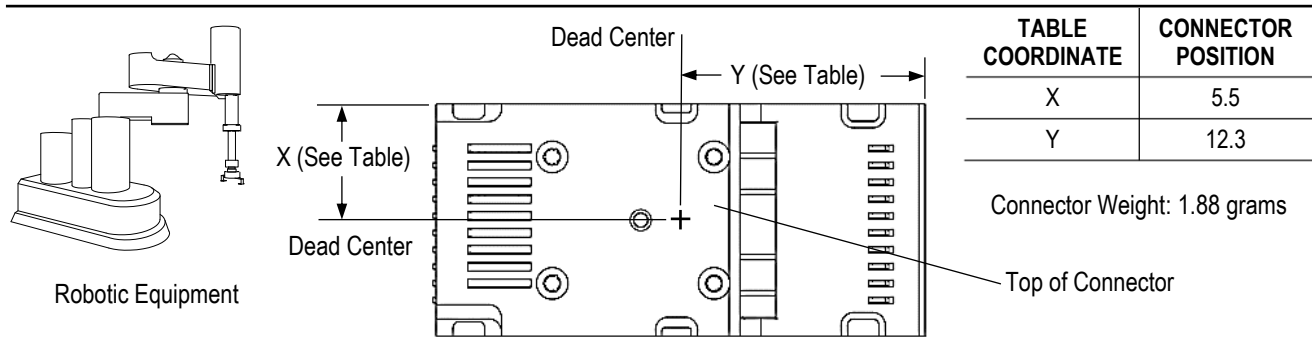 Dead Center
Y (See Table)
X (See Table)
Dead Center
Robotic Equipment
Top of Connector
TABLE COORDINATE CONNECTOR POSITION
X 5.5
Y 12.3
Connector Weight: 1.88 grams